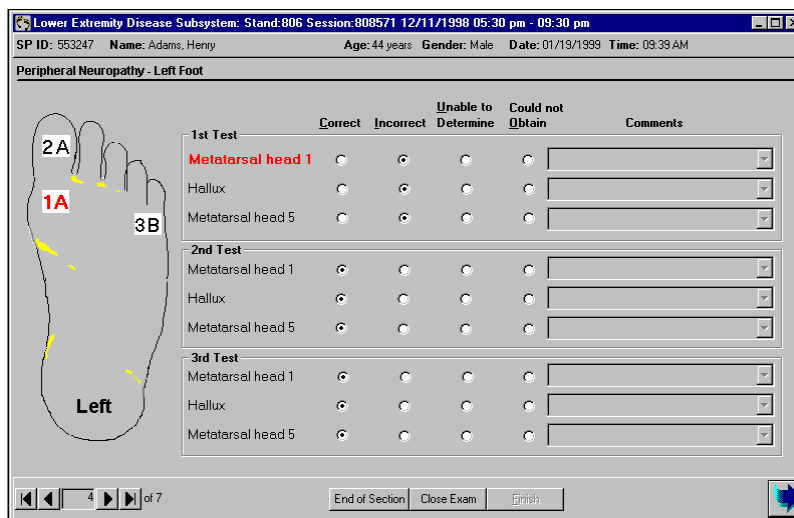 Lower Extremity Disease Subsystem: Stand:806 Session:808571 12/11/1998 05:30 pm - 09:30 pm
SP ID: 553247 Name: Adams, Henry Age: 44 years Gender: Male Date: 01/19/1999 Time: 09:39 AM
Peripheral Neuropathy - Left Foot
Correct Incorrect Unable to Determine Could not Obtain Comments
1st Test
Metatarsal head 1
Hallux
Metatarsal head 5
2nd Test
Metatarsal head 1
Hallux
Metatarsal head 5
3rd Test
Metatarsal head 1
Hallux
Metatarsal head 5
2A
1A
3B
Left
4 of 7
End of Section Close Exam Finish